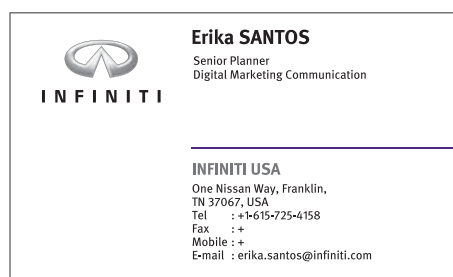 INFINITI
Erika SANTOS
Senior Planner
Digital Marketing Communication
INFINITI USA
One Nissan Way, Franklin,
TN 37067, USA
Tel : +1-615-725-4158
Fax : +
Mobile : +
E-mail : erika.santos@infiniti.com